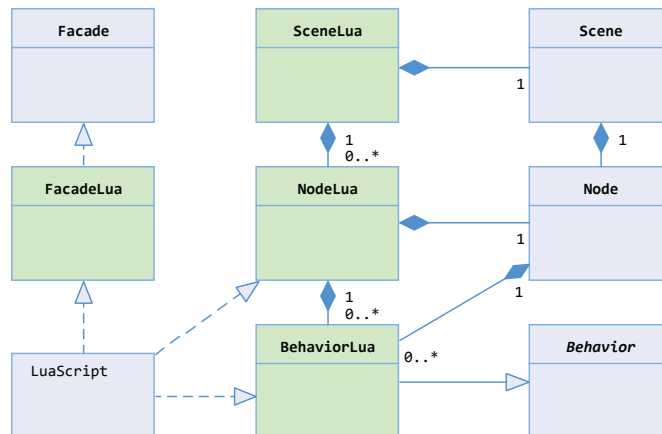 Facade
SceneLua
Scene
1
1
0..*
1
FacadeLua
NodeLua
Node
1
1
0..*
1
LuaScript
BehaviorLua
0..*
Behavior